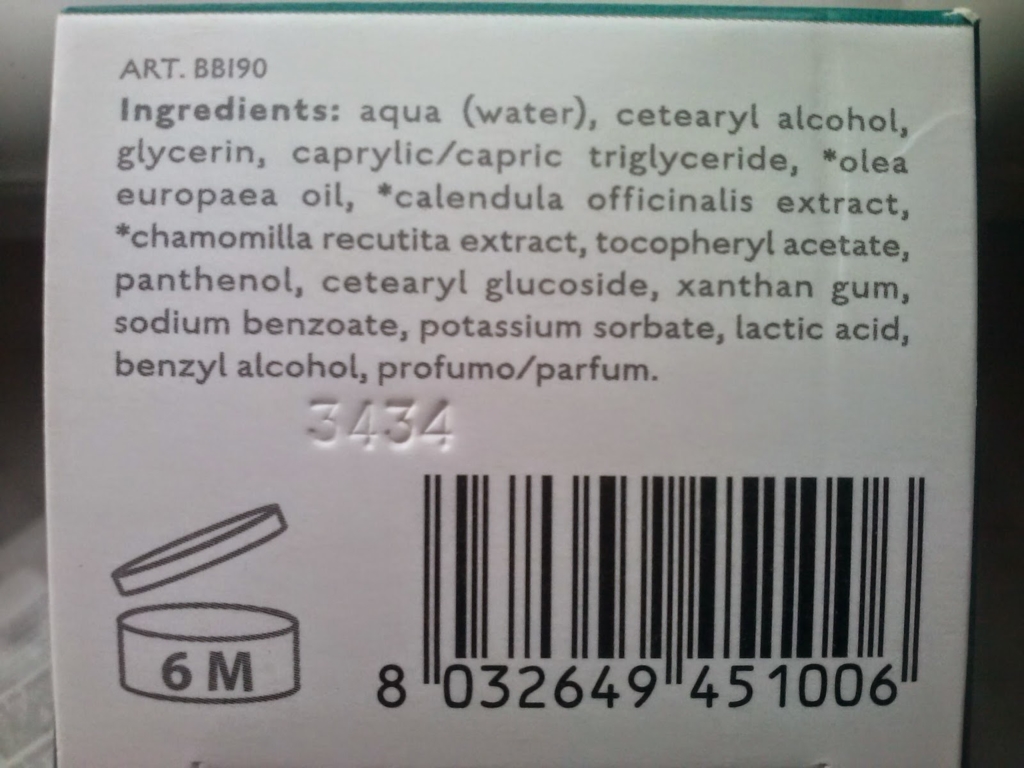 ART. BB190
Ingredients: aqua (water), cetearyl alcohol,
glycerin, caprylic/capric triglyceride, *olea
europaea oil, *calendula officinalis extract,
*chamomilla recutita extract, tocopheryl acetate,
panthenol, cetearyl glucoside, xanthan gum,
sodium benzoate, potassium sorbate, lactic acid,
benzyl alcohol, profumo/parfum.
3434
6 M
8 032649 451006